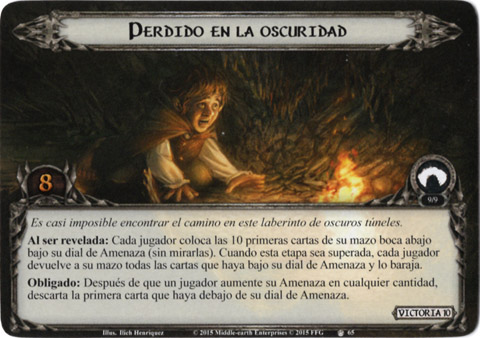 PERDIDO EN LA OSCURIDAD
8
9/9
Es casi imposible encontrar el camino en este laberinto de oscuros túneles.
Al ser revelada: Cada jugador coloca las 10 primeras cartas de su mazo boca abajo
bajo su dial de Amenaza (sin mirarlas). Cuando esta etapa sea superada, cada jugador
devuelve a su mazo todas las cartas que haya bajo su dial de Amenaza y lo baraja.
Obligado: Después de que un jugador aumente su Amenaza en cualquier cantidad,
descarta la primera carta que haya debajo de su dial de Amenaza.
VICTORIA 10
Illus. Ilich Henriquez © 2015 Middle-earth Enterprises © 2015 FFG 65